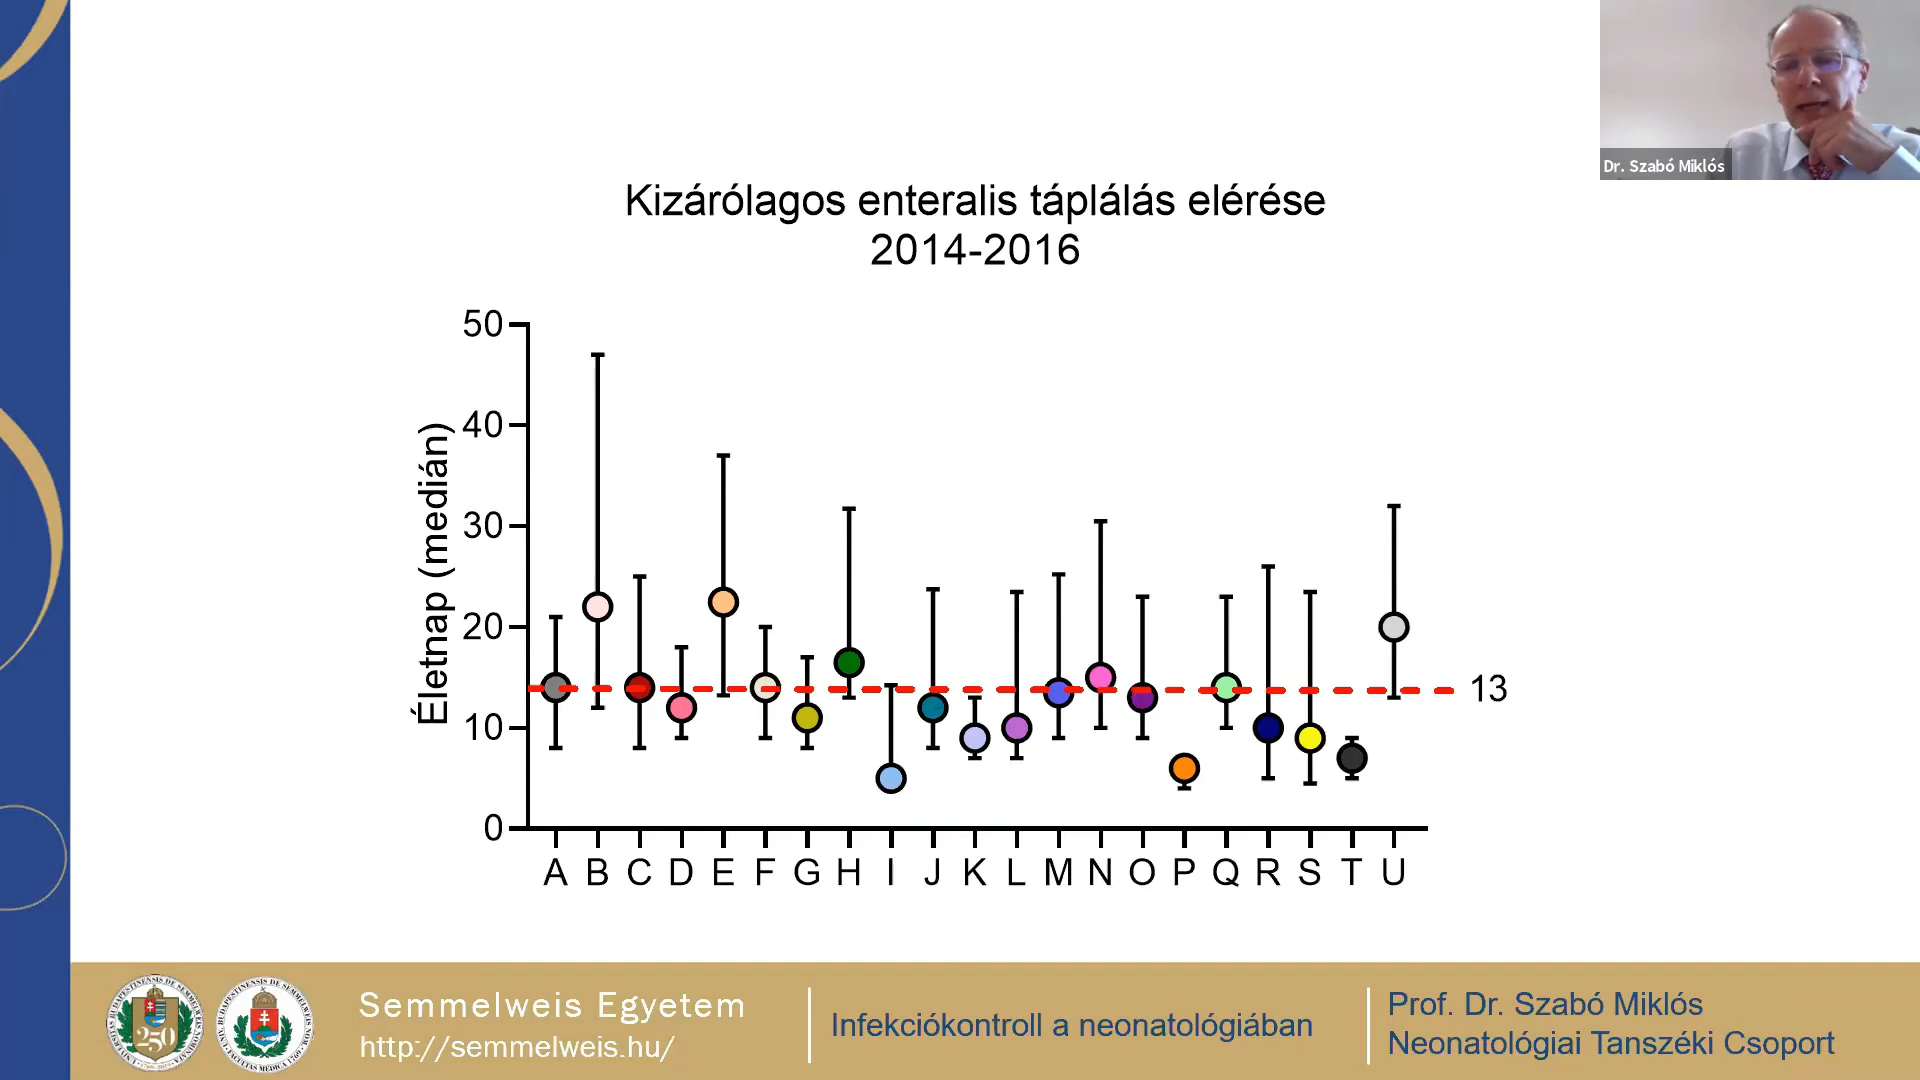 Dr. Szabó Miklós
Kizárólagos enteralis táplálás elérése
2014-2016
Életnap (medián)
50
40
30
20
10
0
13
A B C D E F G H I J K L M N O P Q R S T U
250
Semmelweis Egyetem
http://semmelweis.hu/
Infekciókontroll a neonatológiában
Prof. Dr. Szabó Miklós
Neonatológiai Tanszéki Csoport